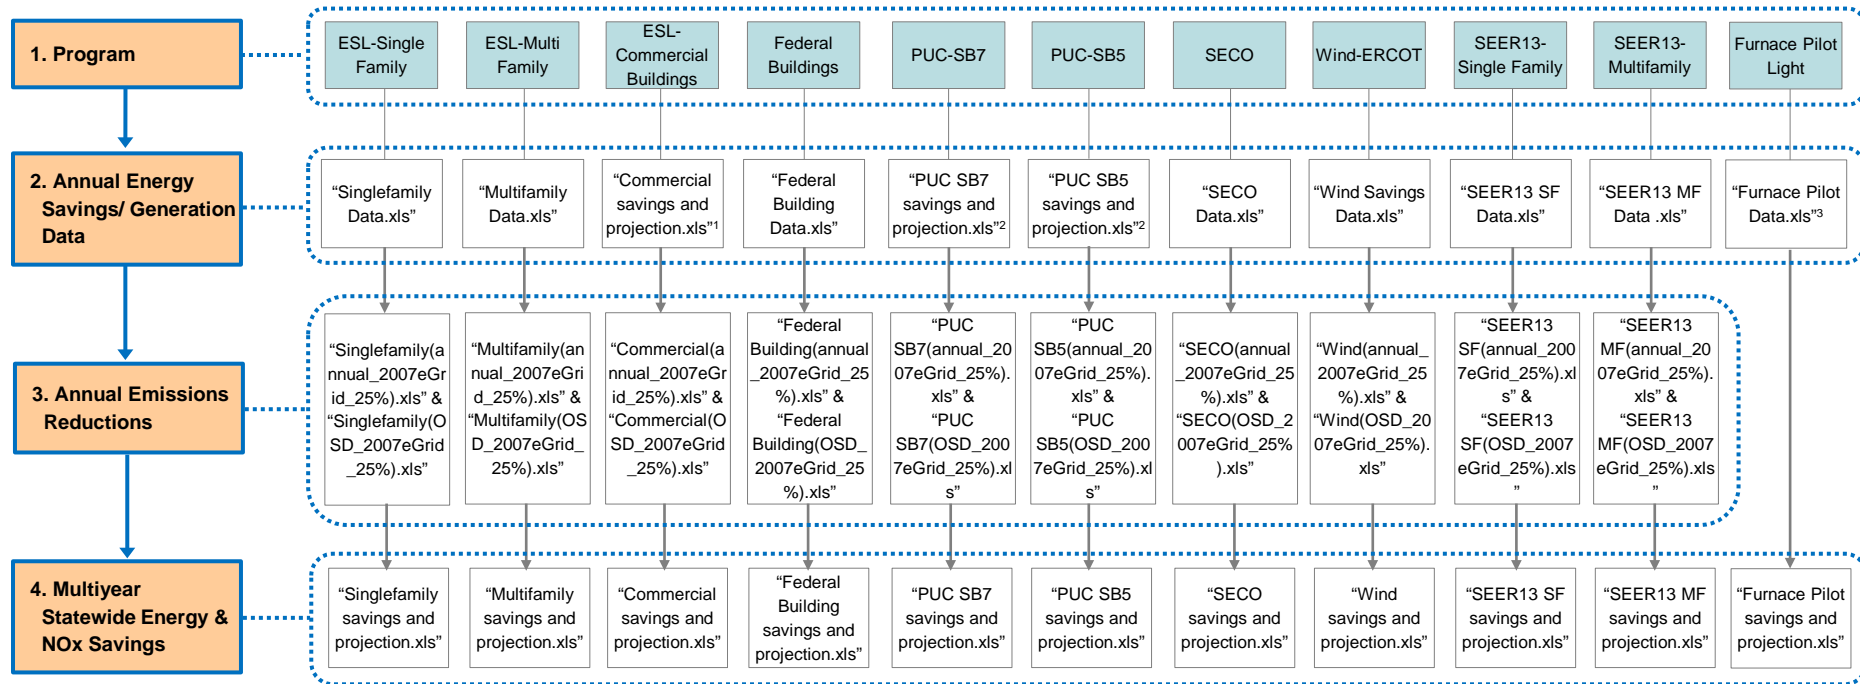 1. Program
ESL-Single
Family
ESL-Multi
Family
ESL-
Commercial
Buildings
Federal
Buildings
PUC-SB7
PUC-SB5
SECO
Wind-ERCOT
SEER13-
Single Family
SEER13-
Multifamily
Furnace Pilot
Light
2. Annual Energy
Savings/ Generation
Data
“Singlefamily
Data.xls”
“Multifamily
Data.xls”
“Commercial
savings and
projection.xls”1
“Federal
Building
Data.xls”
“PUC SB7
savings and
projection.xls”2
“PUC SB5
savings and
projection.xls”2
“SECO
Data.xls”
“Wind Savings
Data.xls”
“SEER13 SF
Data.xls”
“SEER13 MF
Data .xls”
“Furnace Pilot
Data.xls”3
3. Annual Emissions
Reductions
“Singlefamily(an
nual_2007eGr
id_25%).xls” &
“Singlefamily(O
SD_2007eGrid
_25%).xls”
“Multifamily(an
nual_2007eGri
d_25%).xls” &
“Multifamily(OS
D_2007eGrid_
25%).xls”
“Commercial(a
nnual_2007eGr
id_25%).xls” &
“Commercial(O
SD_2007eGrid
_25%).xls”
“Federal
Building(annual
_2007eGrid_25
%).xls” &
“Federal
Building(OSD_
2007eGrid_25
%).xls”
“PUC
SB7(annual_20
07eGrid_25%).
xls” &
“PUC
SB7(OSD_200
7eGrid_25%).xl
s”
“PUC
SB5(annual_20
07eGrid_25%).
xls” &
“PUC
SB5(OSD_200
7eGrid_25%).xl
s”
“SECO(annual
_2007eGrid_25
%).xls” &
“SECO(OSD_2
007eGrid_25%
).xls”
“Wind(annual_
2007eGrid_25
%).xls” &
“Wind(OSD_20
07eGrid_25%).
xls”
“SEER13
SF(annual_200
7eGrid_25%).xl
s” &
“SEER13
SF(OSD_2007
eGrid_25%).xls
”
“SEER13
MF(annual_20
07eGrid_25%).
xls” &
“SEER13
MF(OSD_2007
eGrid_25%).xls
”
4. Multiyear
Statewide Energy &
NOx Savings
“Singlefamily
savings and
projection.xls”
“Multifamily
savings and
projection.xls”
“Commercial
savings and
projection.xls”
“Federal
Building
savings and
projection.xls”
“PUC SB7
savings and
projection.xls”
“PUC SB5
savings and
projection.xls”
“SECO
savings and
projection.xls”
“Wind
savings and
projection.xls”
“SEER13 SF
savings and
projection.xls”
“SEER13 MF
savings and
projection.xls”
“Furnace Pilot
savings and
projection.xls”